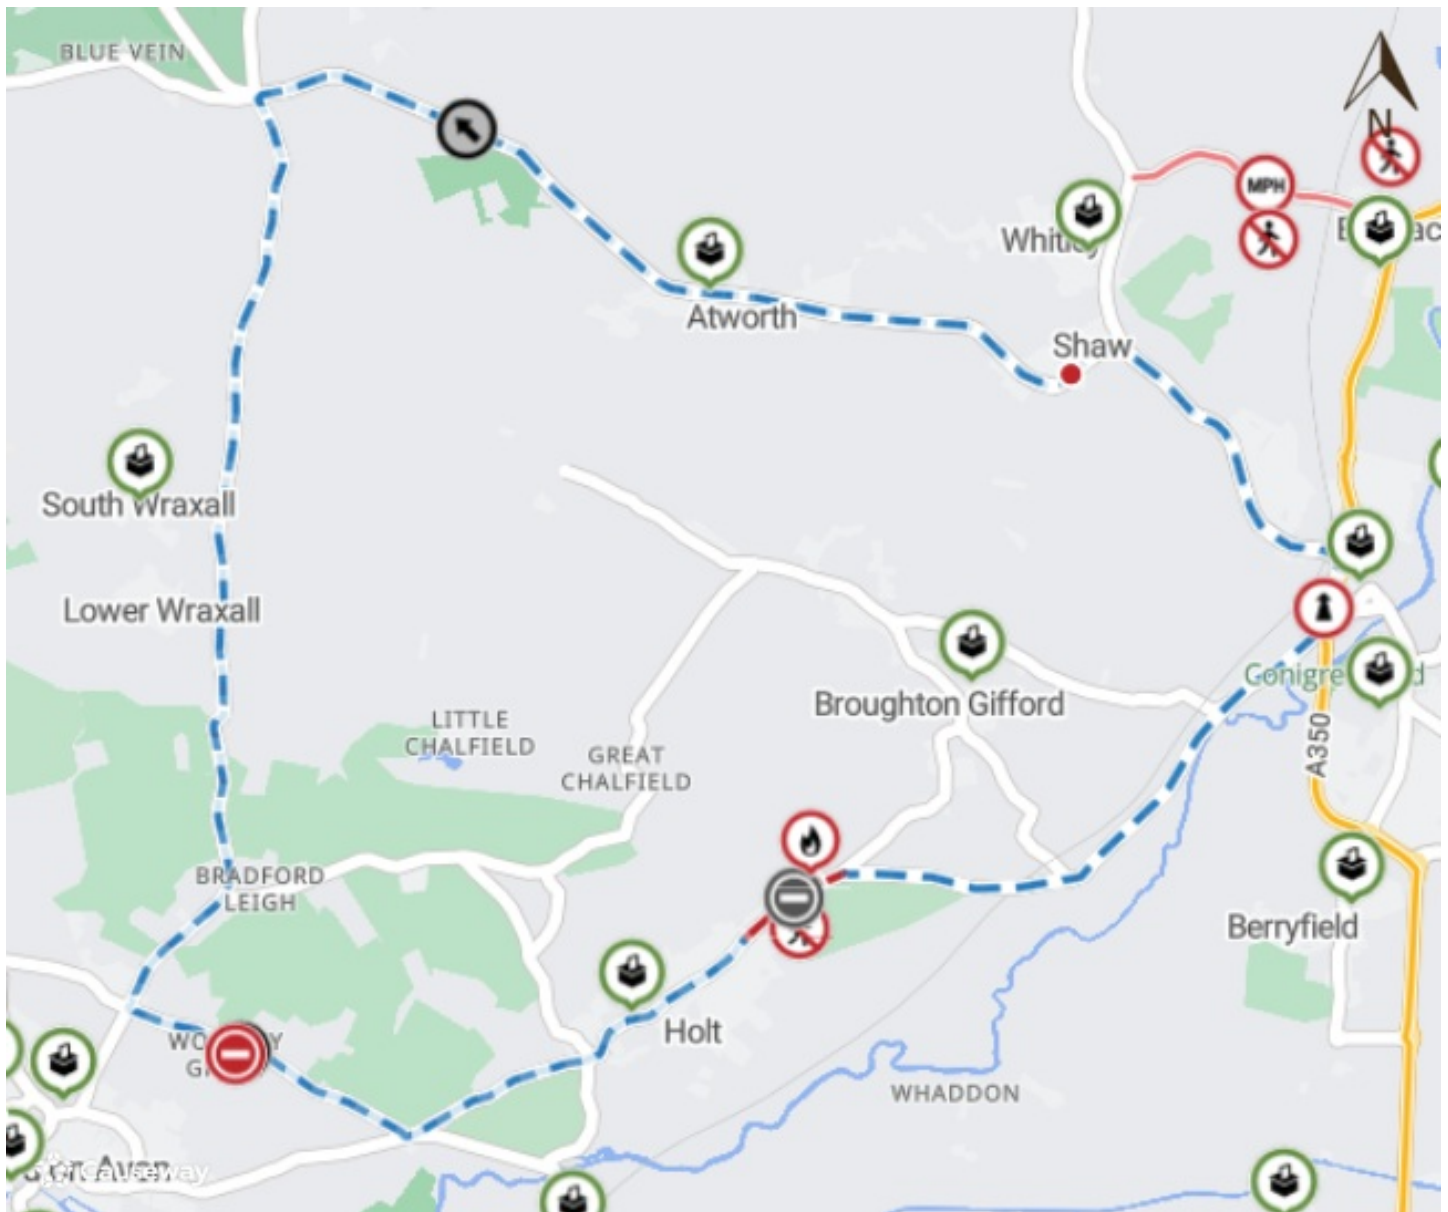 BLUE VEIN
N
MPH
Atworth
Shaw
South Wraxall
Lower Wraxall
Broughton Gifford
LITTLE
CHALFIELD
GREAT
CHALFIELD
A350
BRADFORD
LEIGH
Berryfield
Holt
WHADDON
Causeway